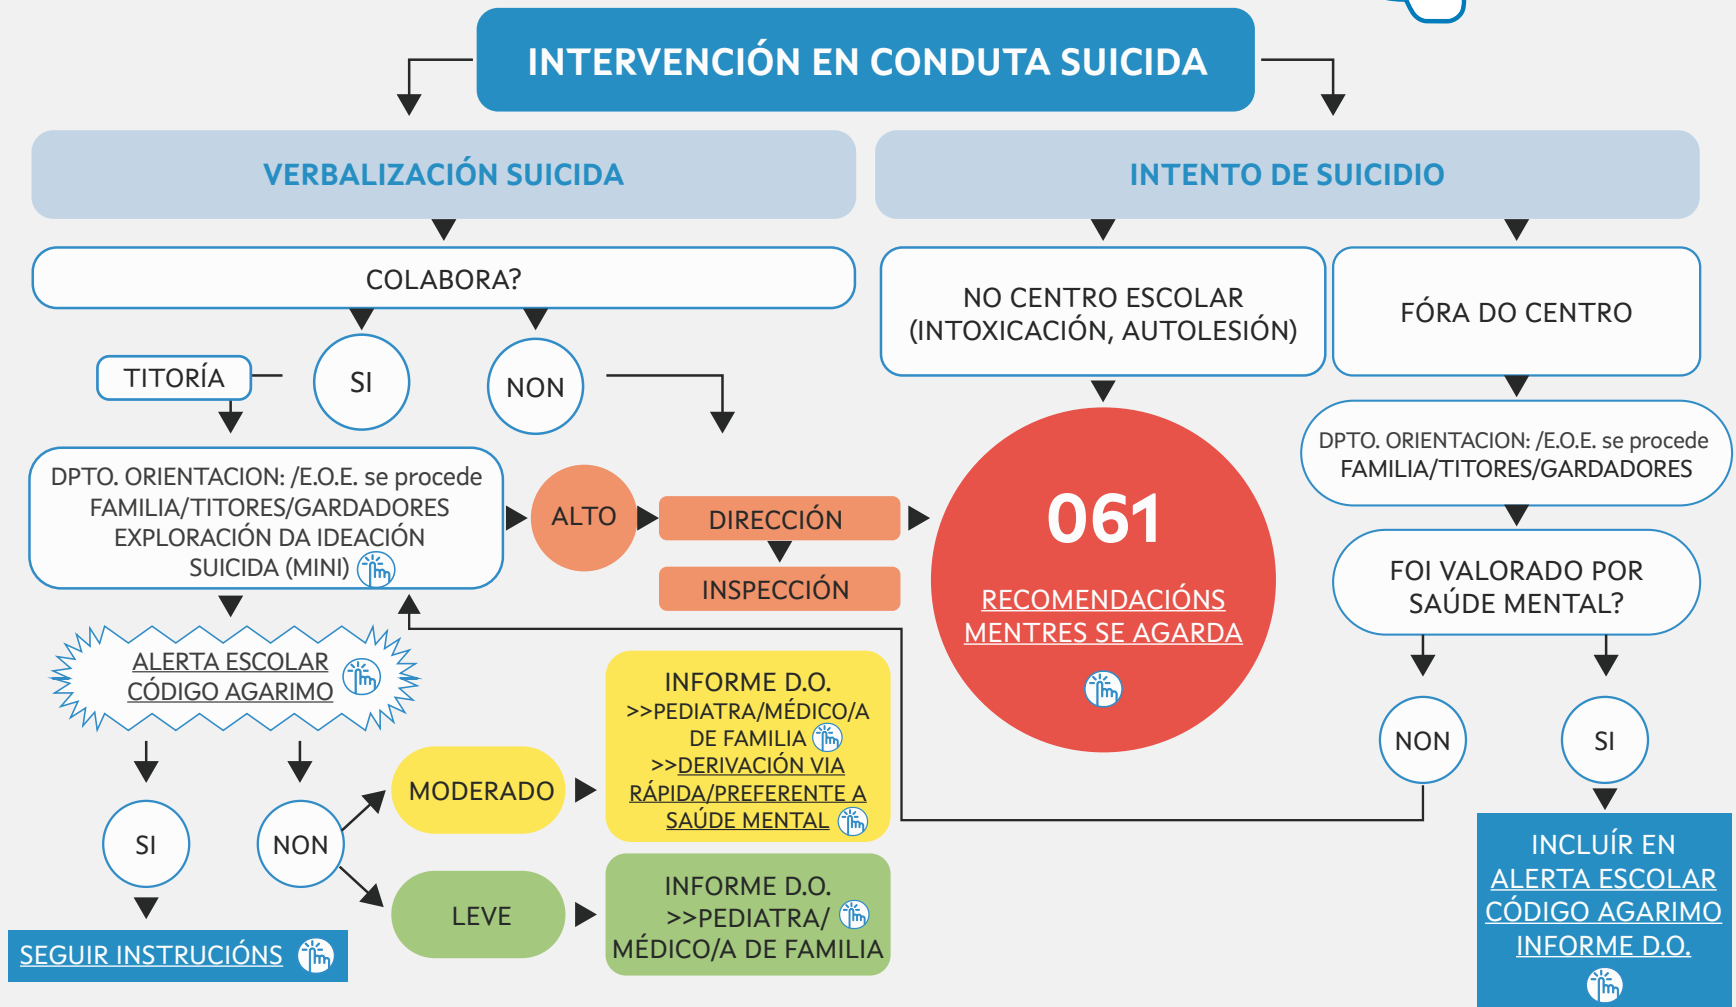 INTERVENCIÓN EN CONDUTA SUICIDA
VERBALIZACIÓN SUICIDA
COLABORA?
TITORÍA
SI
NON
DPTO. ORIENTACION: /E.O.E. se procede
FAMILIA/TITORES/GARDADORES
EXPLORACIÓN DA IDEACIÓN
SUICIDA (MINI)
ALTO
DIRECCIÓN
INSPECCIÓN
ALERTA ESCOLAR
CÓDIGO AGARIMO
SI
NON
SEGUIR INSTRUCIÓNS
MODERADO
INFORME D.O.
>>PEDIATRA/MÉDICO/A
DE FAMILIA
>>DERIVACIÓN VIA
RÁPIDA/PREFERENTE A
SAÚDE MENTAL
LEVE
INFORME D.O.
>>PEDIATRA/
MÉDICO/A DE FAMILIA
INTENTO DE SUICIDIO
NO CENTRO ESCOLAR
(INTOXICACIÓN, AUTOLESIÓN)
061
RECOMENDACIÓNS
MENTRES SE AGARDA
FÓRA DO CENTRO
DPTO. ORIENTACION: /E.O.E. se procede
FAMILIA/TITORES/GARDADORES
FOI VALORADO POR
SAÚDE MENTAL?
NON
SI
INCLUÍR EN
ALERTA ESCOLAR
CÓDIGO AGARIMO
INFORME D.O.